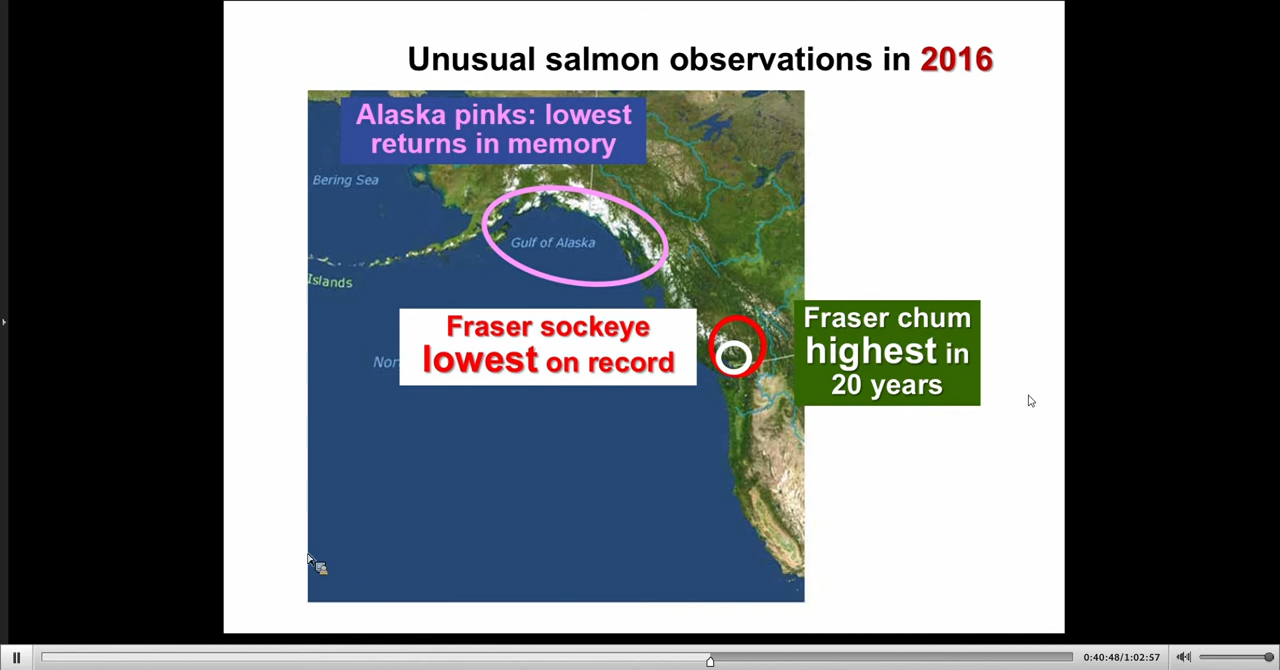 Unusual salmon observations in 2016
Alaska pinks: lowest
returns in memory
Bering Sea
Gulf of Alaska
Islands
Fraser sockeye
lowest on record
Fraser chum
highest in
20 years
0:40:48/1:02:57